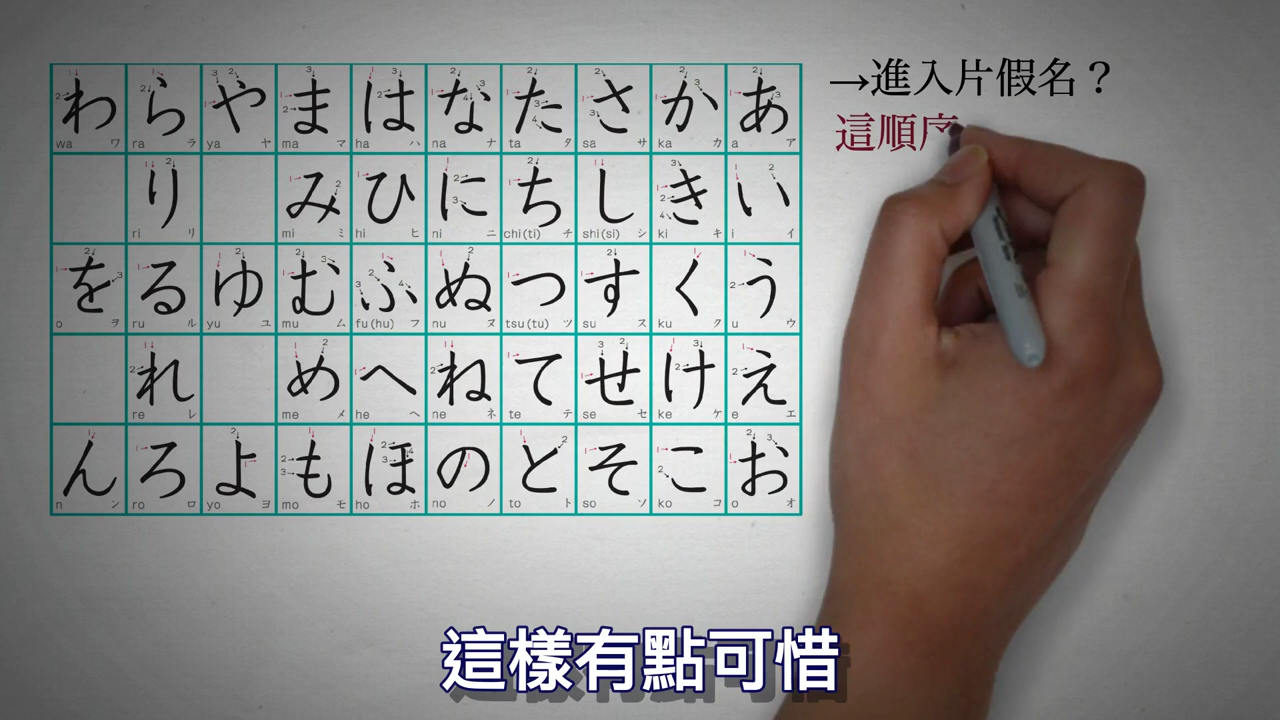 わ ら や ま は な た さ か あ
wa ワ ra ラ ya ヤ ma マ ha ハ na ナ ta タ sa サ ka カ a ア
り み ひ に ち し き い
ri リ mi ミ hi ヒ ni ニ chi(ti) チ shi(si) シ ki キ i イ
を る ゆ む ふ ぬ つ す く う
o ヲ ru ル yu ユ mu ム fu(hu) フ nu ヌ tsu(tu) ツ su ス ku ク u ウ
れ め へ ね て せ け え
re レ me メ he ヘ ne ネ te テ se セ ke ケ e エ
ん ろ よ も ほ の と そ こ お
n ン ro ロ yo ヨ mo モ ho ホ no ノ to ト so ソ ko コ o オ
→進入片假名？
這順序
這樣有點可惜